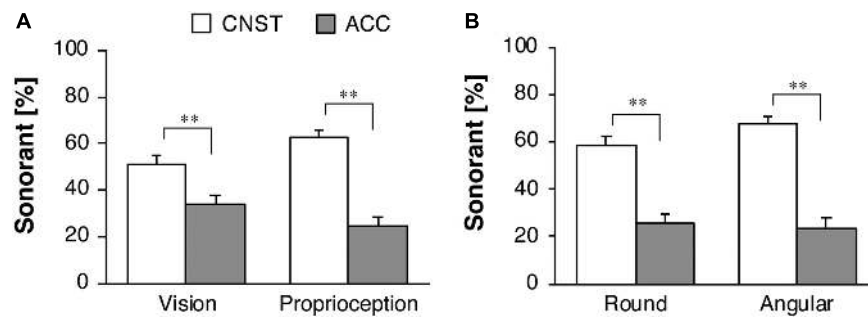 A
CNST
ACC
Sonorant [%]
100
80
60
40
20
0
**
**
Vision
Proprioception
B
Sonorant [%]
100
80
60
40
20
0
**
**
Round
Angular